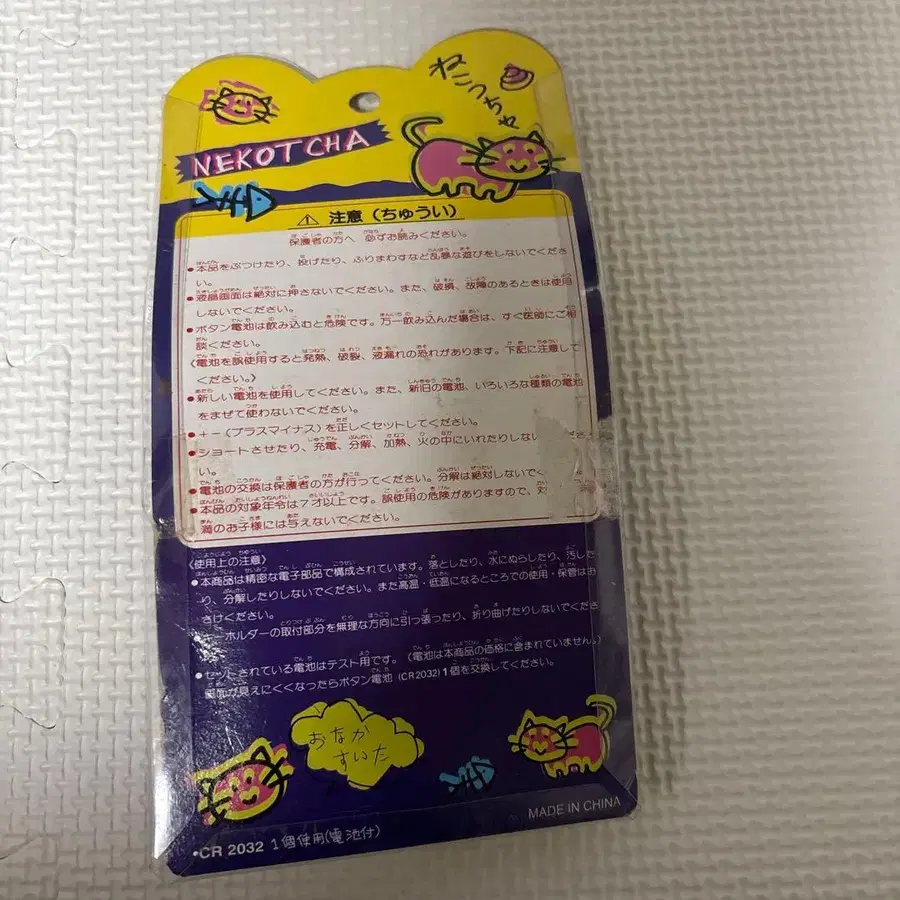 ねこっちゃ
NEKOTCHA
⚠ 注意（ちゅうい）
保護者の方へ 必ずお読みください。
●本品をぶつけたり、投げたり、ふりまわすなど乱暴な遊びをしないでくださ
い。
●液晶画面は絶対に押さないでください。また、破損、故障のあるときは使用
しないでください。
●ボタン電池は飲み込むと危険です。万一飲み込んだ場合は、すぐ医師にご相
談ください。
《電池を誤使用すると発熱、破裂、液漏れの恐れがあります。下記に注意して
ください。》
●新しい電池を使用してください。また、新旧の電池、いろいろな種類の電池
をまぜて使わないでください。
●＋－（プラスマイナス）を正しくセットしてください。
●ショートさせたり、充電、分解、加熱、火の中にいれたりしない ださ
い。
●電池の交換は保護者の方が行ってください。分解は絶対しないで
●本品の対象年令は７才以上です。誤使用の危険がありますので、
満のお子様には与えないでください。
《使用上の注意》
●本商品は精密な電子部品で構成されています。落としたり、水にぬらしたり、汚した
り、分解したりしないでください。また高温・低温になるところでの使用・保管はお
さけください。
ーホルダーの取付部分を無理な方向に引っ張ったり、折り曲げたりしないでくださ
●セットされている電池はテスト用です。（電池は本商品の価格に含まれていません。）
画面が見えにくくなったらボタン電池（CR2032）1個を交換してください。
おなか
すいた
MADE IN CHINA
•CR 2032 1個使用(電池付)